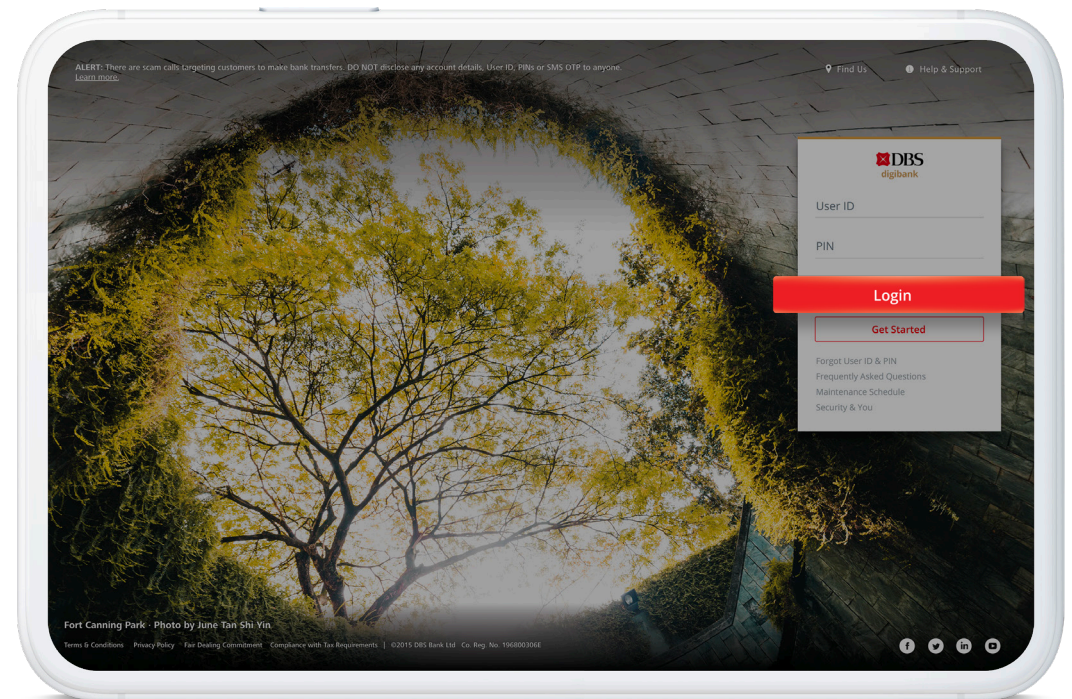 ALERT: There are scam calls targeting customers to make bank transfers. DO NOT disclose any account details, User ID, PINs or SMS OTP to anyone.
Learn more.
Find Us
Help & Support
DBS
digibank
User ID
PIN
Login
Get Started
Forgot User ID & PIN
Frequently Asked Questions
Maintenance Schedule
Security & You
Fort Canning Park · Photo by June Tan Shi Yin
Terms & Conditions Privacy Policy Fair Dealing Commitment Compliance with Tax Requirements | ©2015 DBS Bank Ltd Co. Reg. No. 196800306E